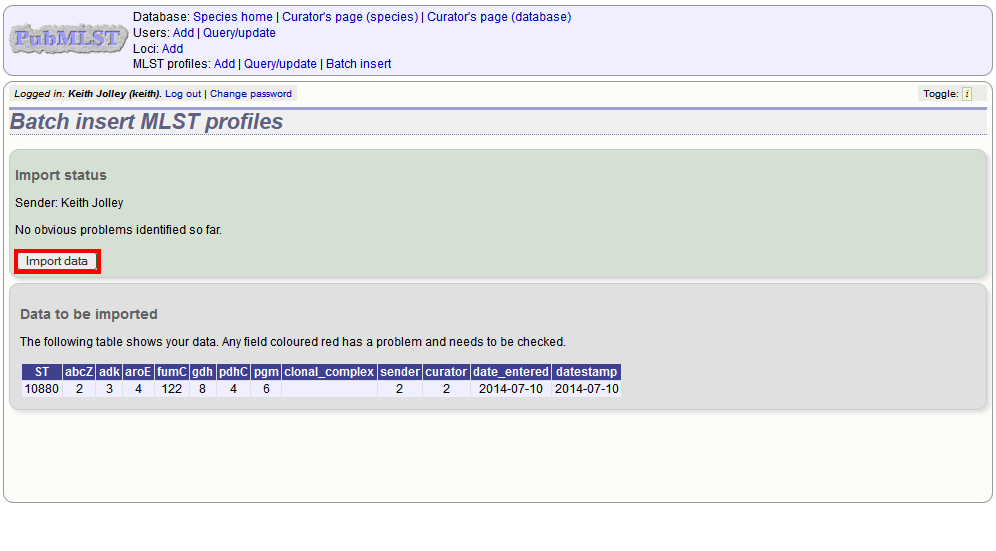 PubMLST
Database: Species home | Curator's page (species) | Curator's page (database)
Users: Add | Query/update
Loci: Add
MLST profiles: Add | Query/update | Batch insert
Logged in: Keith Jolley (keith). Log out | Change password
Toggle: i
Batch insert MLST profiles
Import status
Sender: Keith Jolley
No obvious problems identified so far.
Import data
Data to be imported
The following table shows your data. Any field coloured red has a problem and needs to be checked.
ST abcZ adk aroE fumC gdh pdhC pgm clonal_complex sender curator date_entered datestamp
10880 2 3 4 122 8 4 6 2 2 2014-07-10 2014-07-10